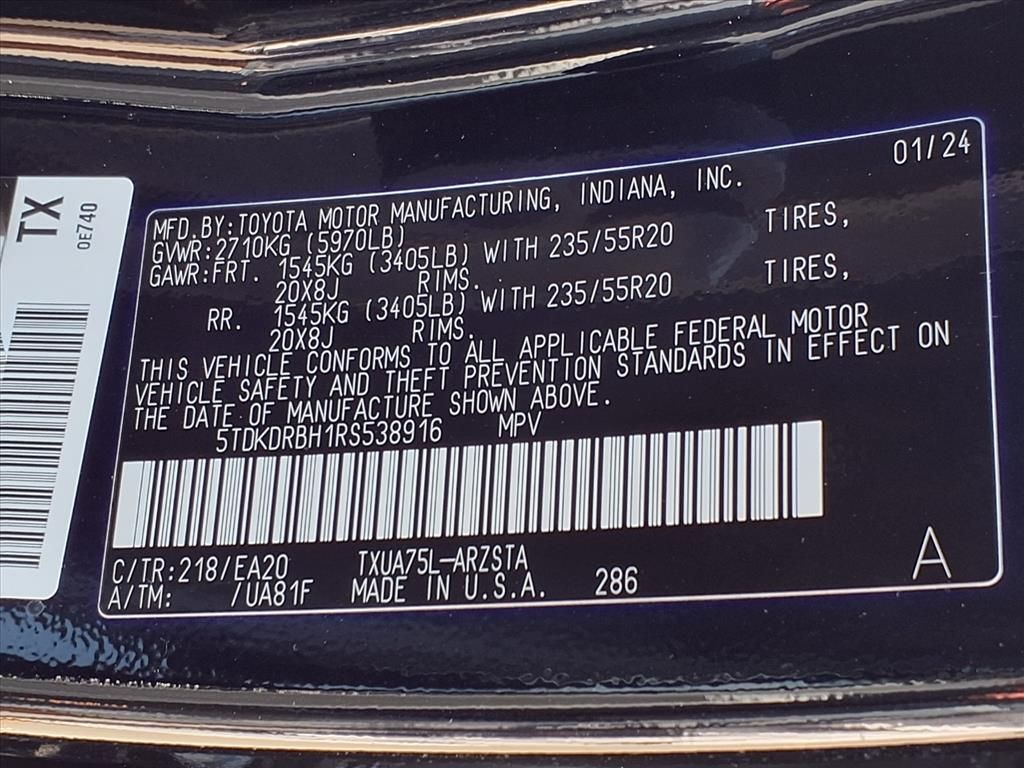 TX
0E740
01/24
MFD.BY:TOYOTA MOTOR MANUFACTURING, INDIANA, INC.
GVWR:2710KG (5970LB)
GAWR:FRT. 1545KG (3405LB) WITH 235/55R20 TIRES,
20X8J RIMS.
RR. 1545KG (3405LB) WITH 235/55R20 TIRES,
20X8J RIMS.
THIS VEHICLE CONFORMS TO ALL APPLICABLE FEDERAL MOTOR
VEHICLE SAFETY AND THEFT PREVENTION STANDARDS IN EFFECT ON
THE DATE OF MANUFACTURE SHOWN ABOVE.
5TDKDRBH1RS538916 MPV
C/TR:218/EA20 TXUA75L-ARZSTA
A/TM: /UA81F MADE IN U.S.A. 286
A